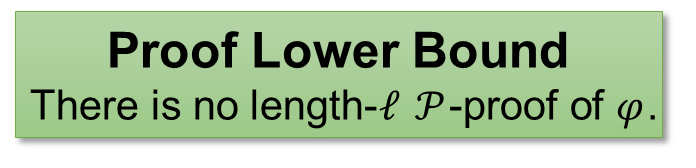 Proof Lower Bound
There is no length-ℓ 𝒫-proof of φ.